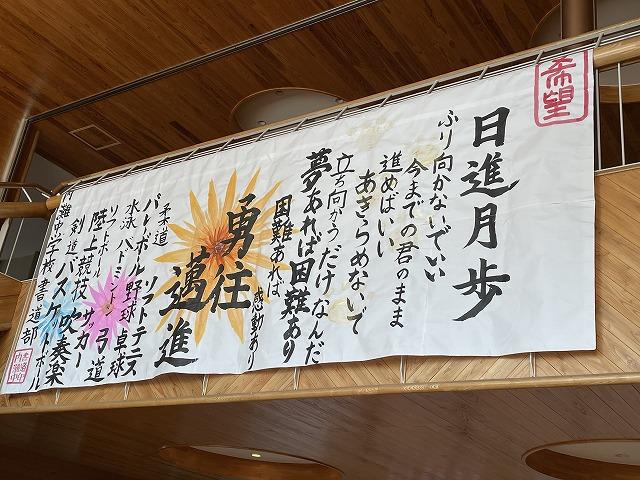 希望
日進月歩
ふり向かないでいい
今までの君のまま
進めばいい
あきらめないで
立ち向かうだけなんだ
夢あれば困難あり
困難あれば
感動あり
勇往
邁進
柔道
バレーボール ソフトテニス
水泳 バドミントン 野球 卓球
ソフトボール
陸上競技 サッカー 弓道
剣道 バスケットボール
吹奏楽
中学校 書道部